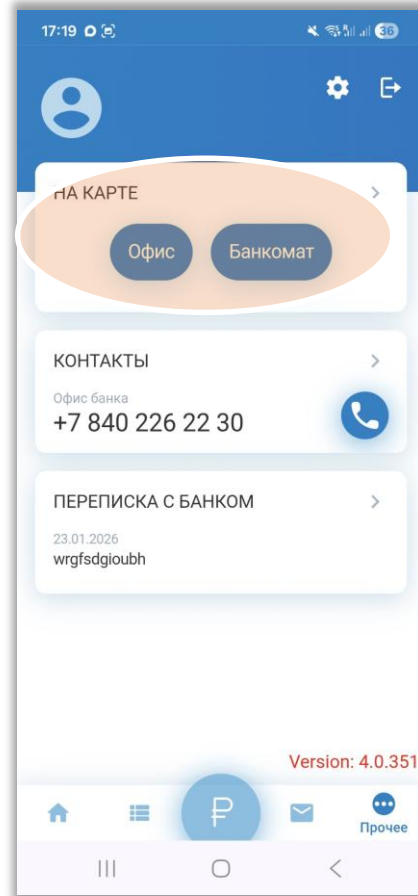 17:19
36
НА КАРТЕ
Офис
Банкомат
КОНТАКТЫ
Офис банка
+7 840 226 22 30
ПЕРЕПИСКА С БАНКОМ
23.01.2026
wrgfsdgioubh
Version: 4.0.351
₽
Прочее